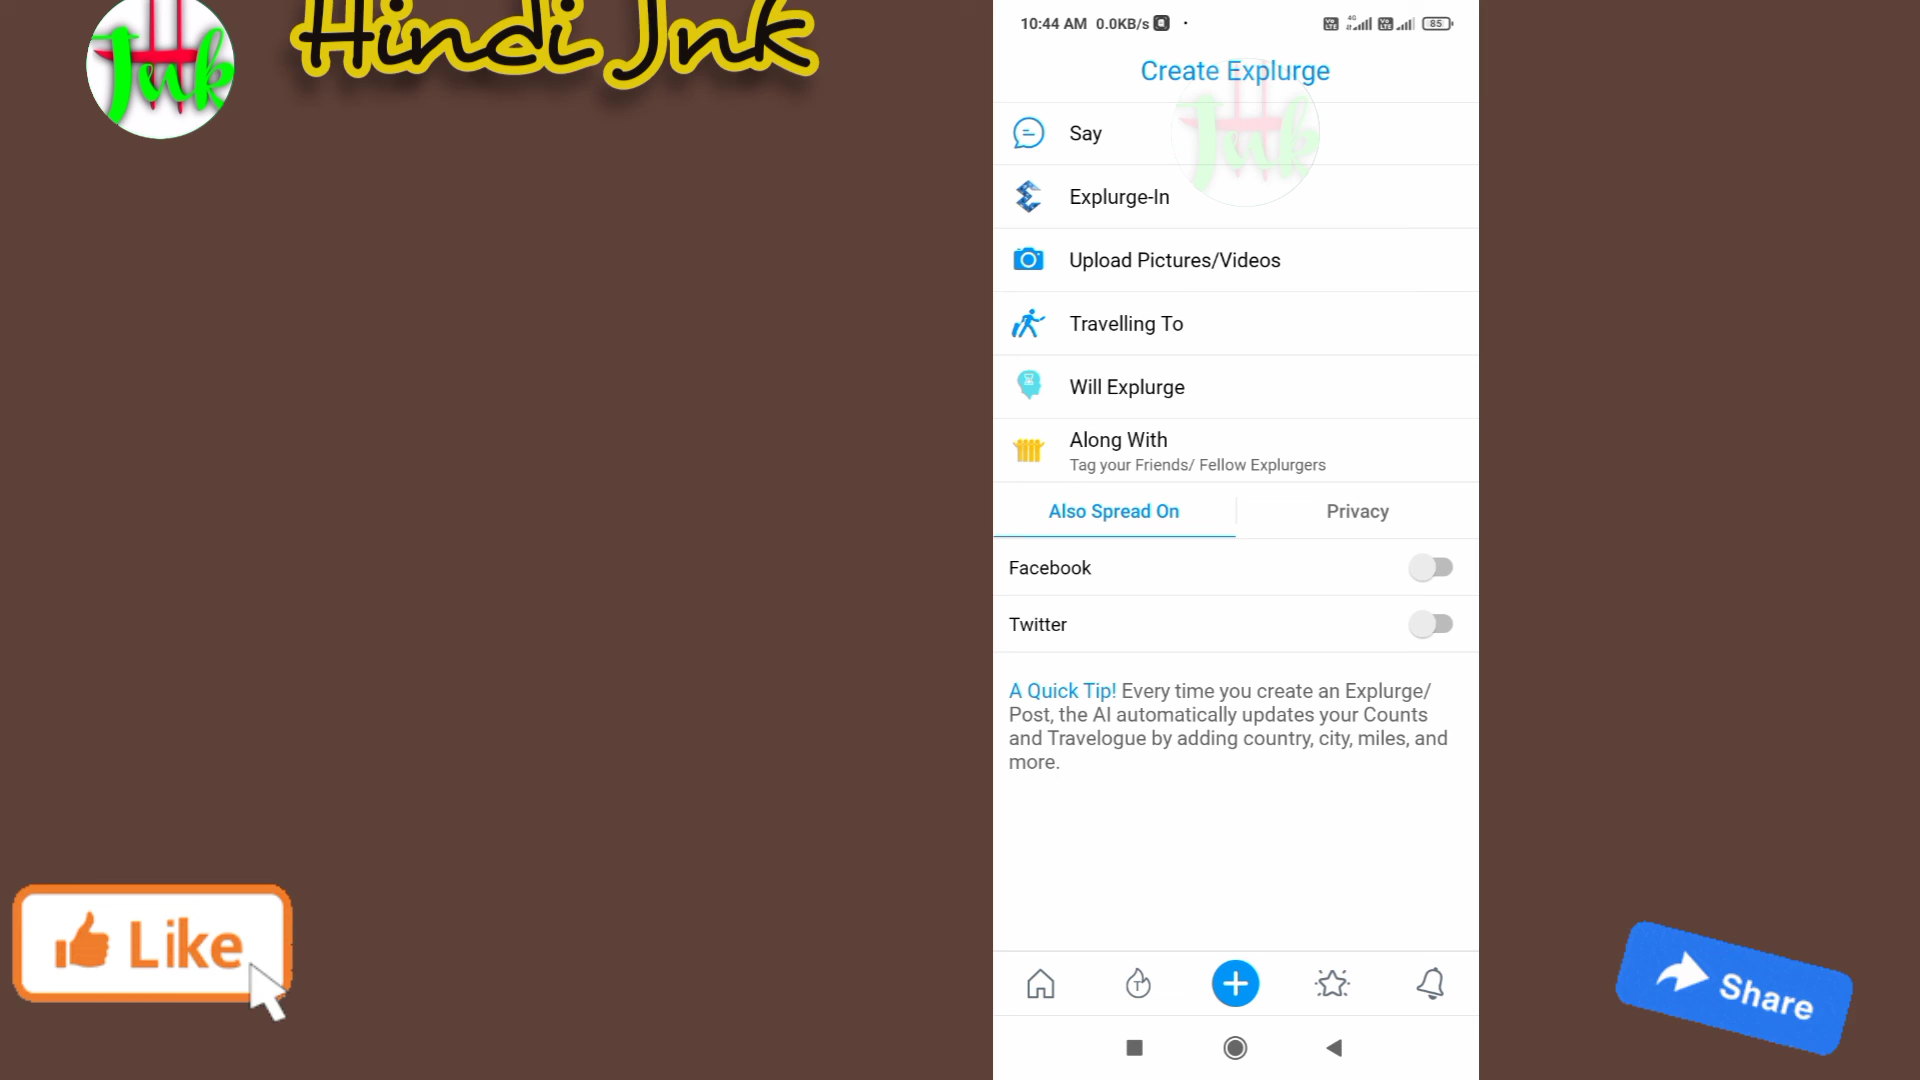 Jnk
Hindi Jnk
10:44 AM 0.0KB/s
85
Create Explurge
Jnk
Say
Explurge-In
Upload Pictures/Videos
Travelling To
Will Explurge
Along With
Tag your Friends/ Fellow Explurgers
Also Spread On
Privacy
Facebook
Twitter
A Quick Tip! Every time you create an Explurge/
Post, the AI automatically updates your Counts
and Travelogue by adding country, city, miles, and
more.
Like
Share